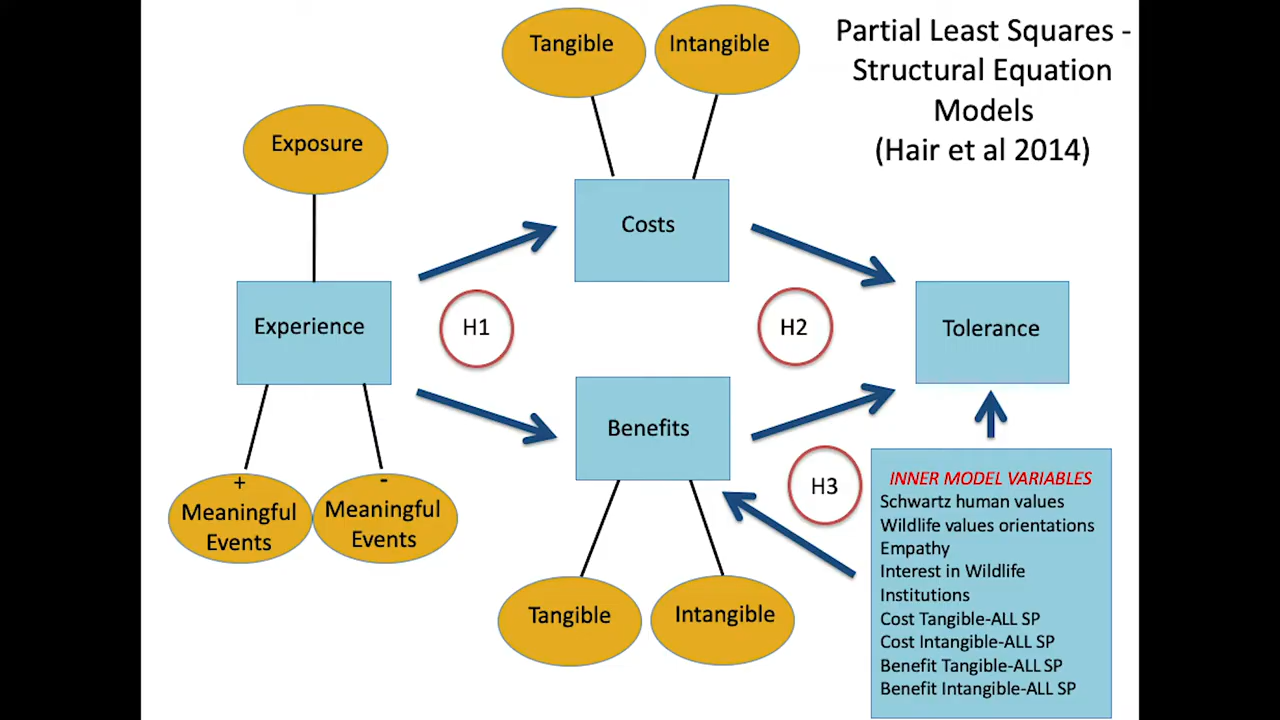 Partial Least Squares -
Structural Equation
Models
(Hair et al 2014)
Tangible
Intangible
Exposure
Costs
Experience
H1
H2
Tolerance
Benefits
H3
+
Meaningful
Events
-
Meaningful
Events
Tangible
Intangible
INNER MODEL VARIABLES
Schwartz human values
Wildlife values orientations
Empathy
Interest in Wildlife
Institutions
Cost Tangible-ALL SP
Cost Intangible-ALL SP
Benefit Tangible-ALL SP
Benefit Intangible-ALL SP